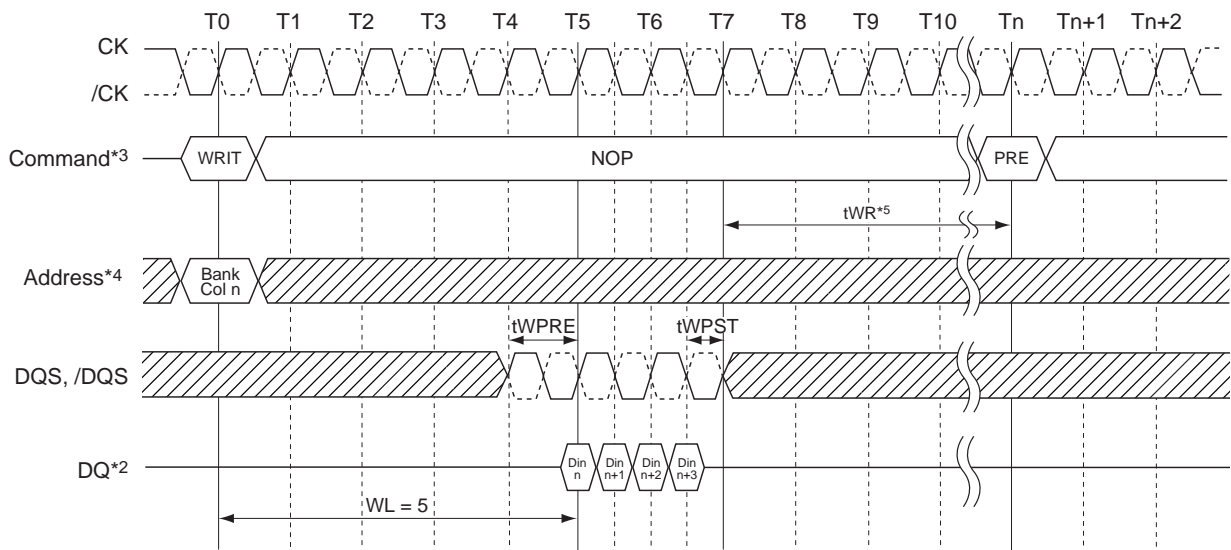 T0 T1 T2 T3 T4 T5 T6 T7 T8 T9 T10 Tn Tn+1 Tn+2
CK
/CK
Command*3 WRIT NOP PRE
tWR*5
Address*4 Bank
Col n
tWPRE tWPST
DQS, /DQS
DQ*2 Din
n Din
n+1 Din
n+2 Din
n+3
WL = 5